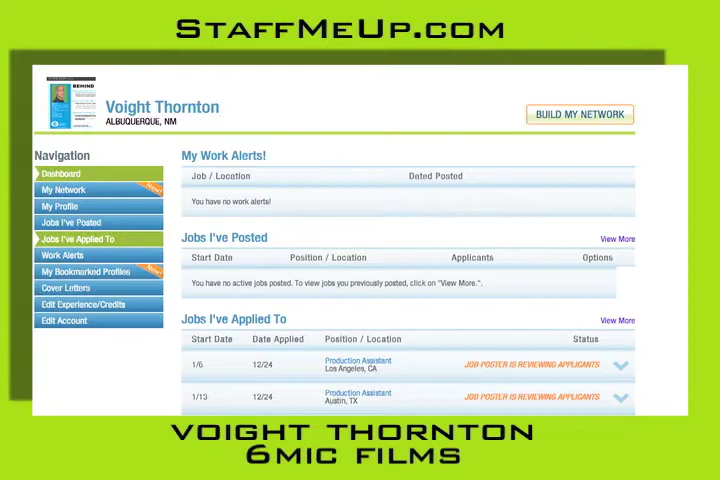 StaffMeUp.com
BEHIND
Voight Thornton
ALBUQUERQUE, NM
BUILD MY NETWORK
Navigation
Dashboard
My Network New!
My Profile
Jobs I've Posted
Jobs I've Applied To
Work Alerts
My Bookmarked Profiles New!
Cover Letters
Edit Experience/Credits
Edit Account
My Work Alerts!
Job / Location Dated Posted
You have no work alerts!
Jobs I've Posted View More
Start Date Position / Location Applicants Options
You have no active jobs posted. To view jobs you previously posted, click on "View More.".
Jobs I've Applied To View More
Start Date Date Applied Position / Location Status
1/6 12/24 Production Assistant JOB POSTER IS REVIEWING APPLICANTS
Los Angeles, CA
1/13 12/24 Production Assistant JOB POSTER IS REVIEWING APPLICANTS
Austin, TX
VOIGHT THORNTON
6MIC FILMS